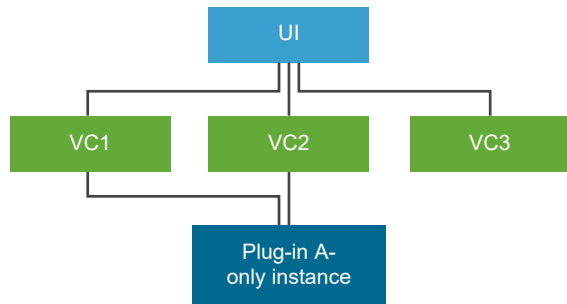 UI
VC1
VC2
VC3
Plug-in A-
only instance